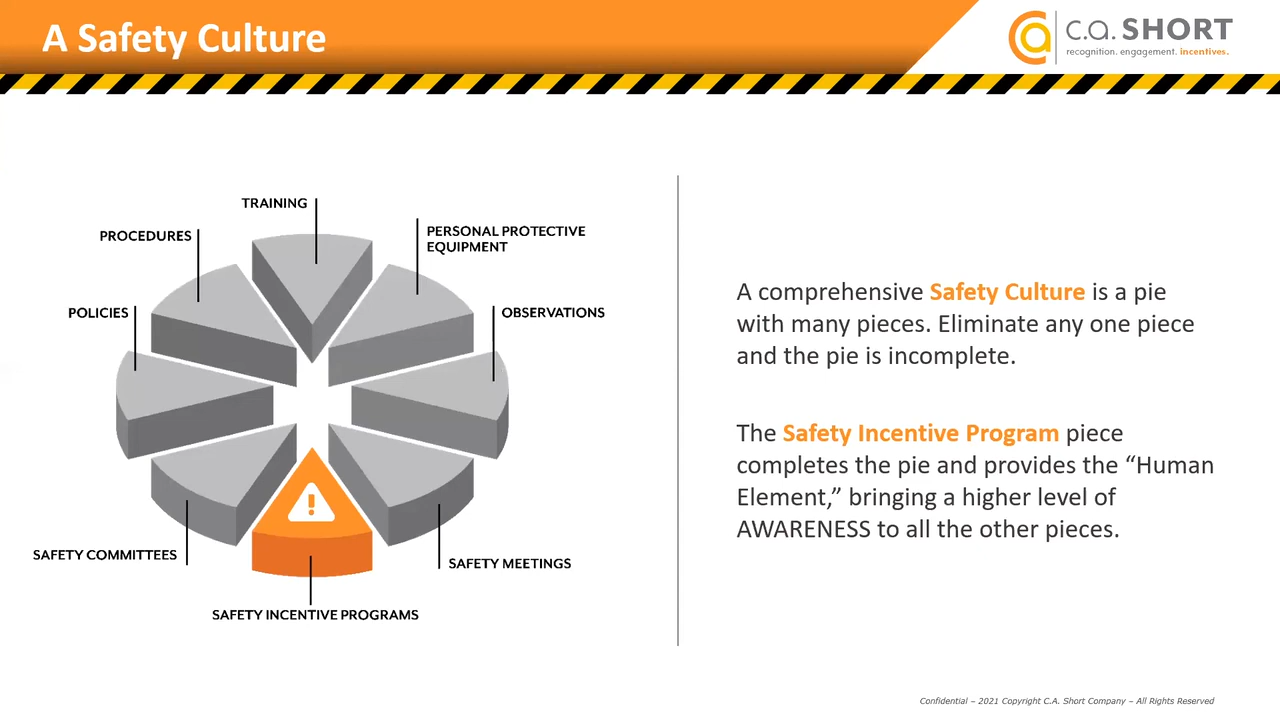 A Safety Culture
c.a. SHORT
recognition. engagement. incentives.
TRAINING
PROCEDURES
PERSONAL PROTECTIVE
EQUIPMENT
POLICIES
OBSERVATIONS
SAFETY COMMITTEES
SAFETY MEETINGS
SAFETY INCENTIVE PROGRAMS
A comprehensive Safety Culture is a pie
with many pieces. Eliminate any one piece
and the pie is incomplete.
The Safety Incentive Program piece
completes the pie and provides the “Human
Element,” bringing a higher level of
AWARENESS to all the other pieces.
Confidential – 2021 Copyright C.A. Short Company – All Rights Reserved